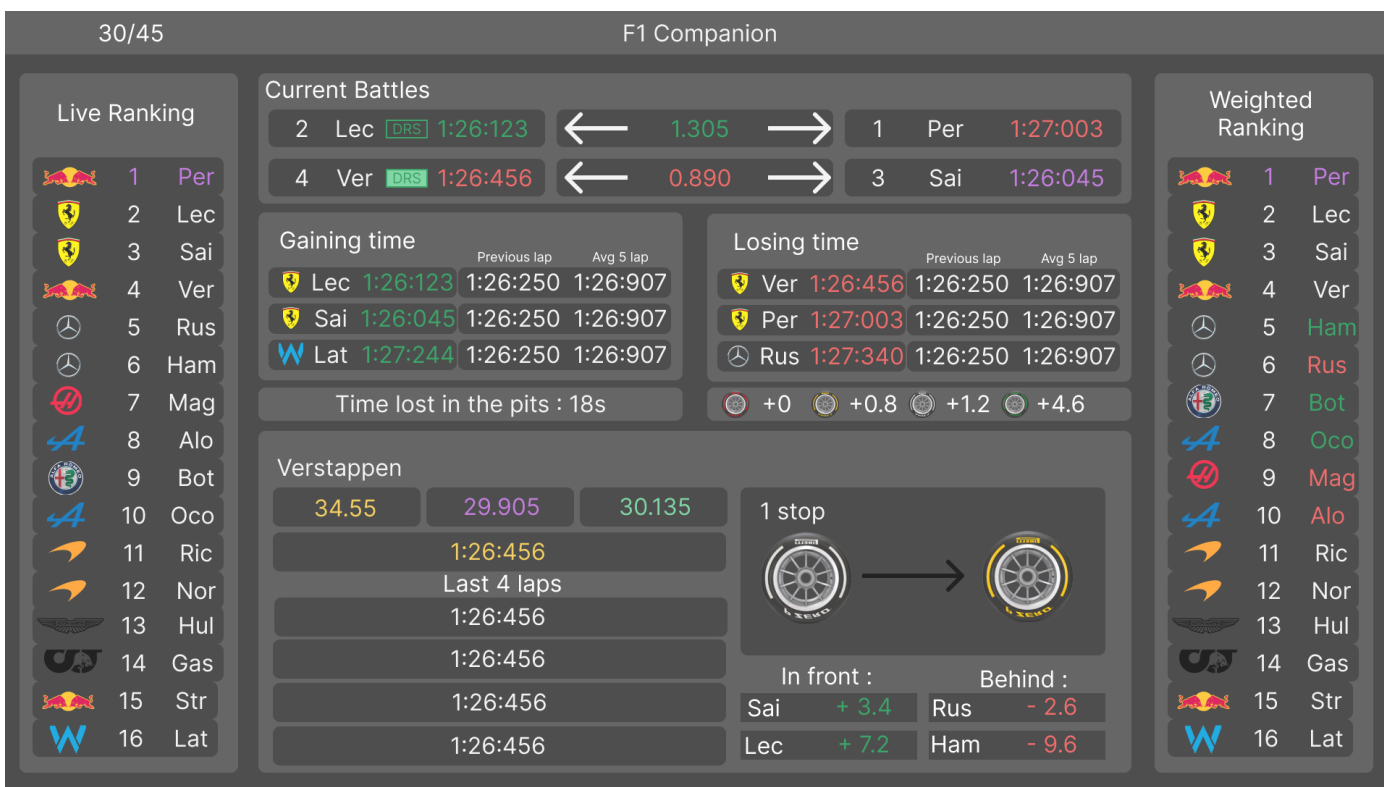 30/45 F1 Companion
Live Ranking
1 Per
2 Lec
3 Sai
4 Ver
5 Rus
6 Ham
7 Mag
8 Alo
9 Bot
10 Oco
11 Ric
12 Nor
13 Hul
14 Gas
15 Str
16 Lat
Current Battles
2 Lec DRS 1:26:123 1.305 1 Per 1:27:003
4 Ver DRS 1:26:456 0.890 3 Sai 1:26:045
Gaining time
Previous lap Avg 5 lap
Lec 1:26:123 1:26:250 1:26:907
Sai 1:26:045 1:26:250 1:26:907
Lat 1:27:244 1:26:250 1:26:907
Losing time
Previous lap Avg 5 lap
Ver 1:26:456 1:26:250 1:26:907
Per 1:27:003 1:26:250 1:26:907
Rus 1:27:340 1:26:250 1:26:907
Time lost in the pits : 18s
+0 +0.8 +1.2 +4.6
Verstappen
34.55 29.905 30.135
1:26:456
Last 4 laps
1:26:456
1:26:456
1:26:456
1:26:456
1 stop
P ZERO P ZERO
In front :
Sai + 3.4
Lec + 7.2
Behind :
Rus - 2.6
Ham - 9.6
Weighted
Ranking
1 Per
2 Lec
3 Sai
4 Ver
5 Ham
6 Rus
7 Bot
8 Oco
9 Mag
10 Alo
11 Ric
12 Nor
13 Hul
14 Gas
15 Str
16 Lat